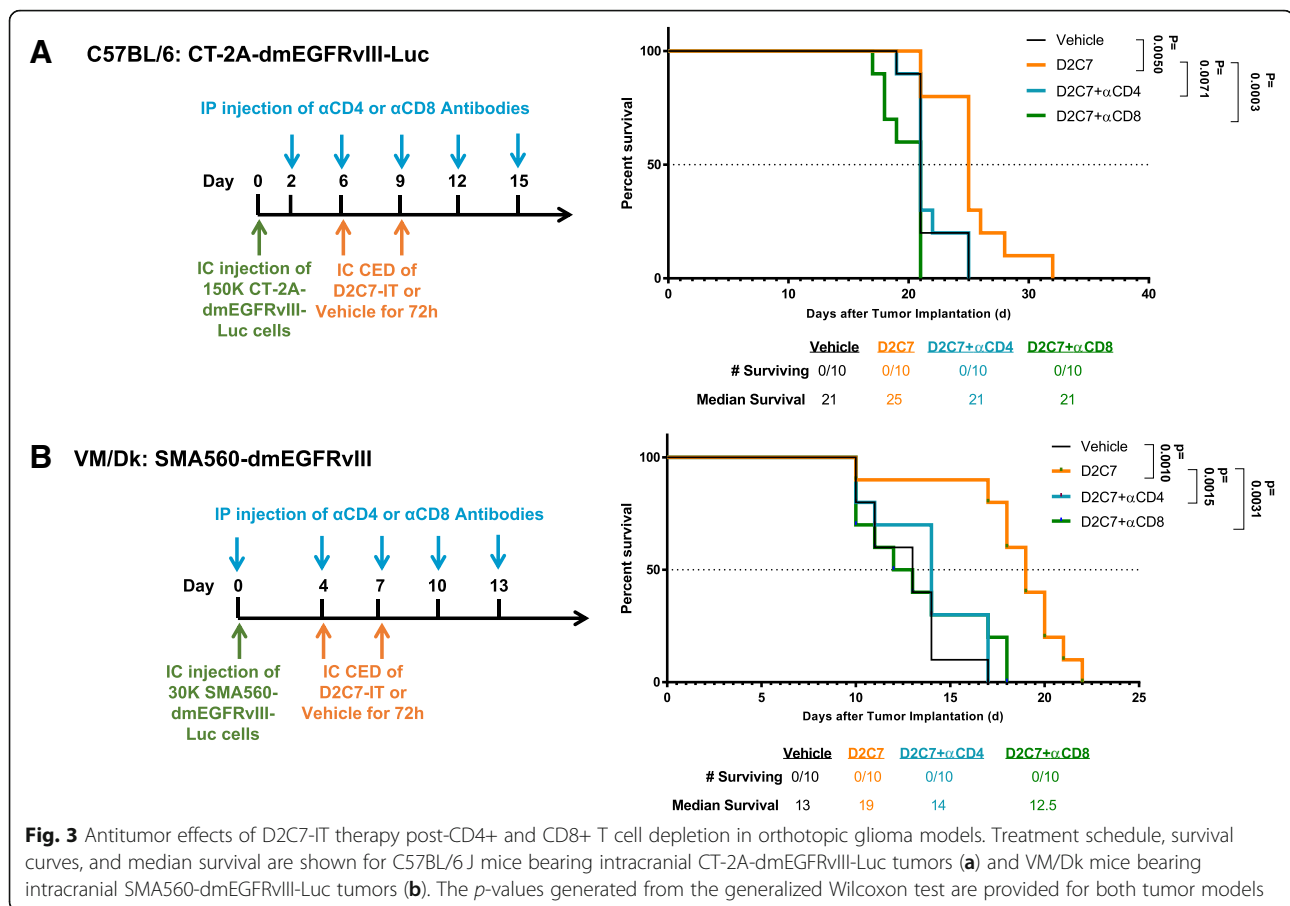 A
C57BL/6: CT-2A-dmEGFRvIII-Luc
IP injection of αCD4 or αCD8 Antibodies
Day 0 2 6 9 12 15
IC injection of
150K CT-2A-
dmEGFRvIII-
Luc cells
IC CED of
D2C7-IT or
Vehicle for 72h
Percent survival
100
50
0
0 10 20 30 40
Days after Tumor Implantation (d)
Vehicle
D2C7
D2C7+αCD4
D2C7+αCD8
P=
0.0050
P=
0.0071
P=
0.0003
Vehicle D2C7 D2C7+αCD4 D2C7+αCD8
# Surviving 0/10 0/10 0/10 0/10
Median Survival 21 25 21 21
B
VM/Dk: SMA560-dmEGFRvIII
IP injection of αCD4 or αCD8 Antibodies
Day 0 4 7 10 13
IC injection of
30K SMA560-
dmEGFRvIII-
Luc cells
IC CED of
D2C7-IT or
Vehicle for 72h
Percent survival
100
50
0
0 5 10 15 20 25
Days after Tumor Implantation (d)
Vehicle
D2C7
D2C7+αCD4
D2C7+αCD8
p=
0.0010
p=
0.0015
p=
0.0031
Vehicle D2C7 D2C7+αCD4 D2C7+αCD8
# Surviving 0/10 0/10 0/10 0/10
Median Survival 13 19 14 12.5
Fig. 3 Antitumor effects of D2C7-IT therapy post-CD4+ and CD8+ T cell depletion in orthotopic glioma models. Treatment schedule, survival
curves, and median survival are shown for C57BL/6 J mice bearing intracranial CT-2A-dmEGFRvIII-Luc tumors (a) and VM/Dk mice bearing
intracranial SMA560-dmEGFRvIII-Luc tumors (b). The p-values generated from the generalized Wilcoxon test are provided for both tumor models